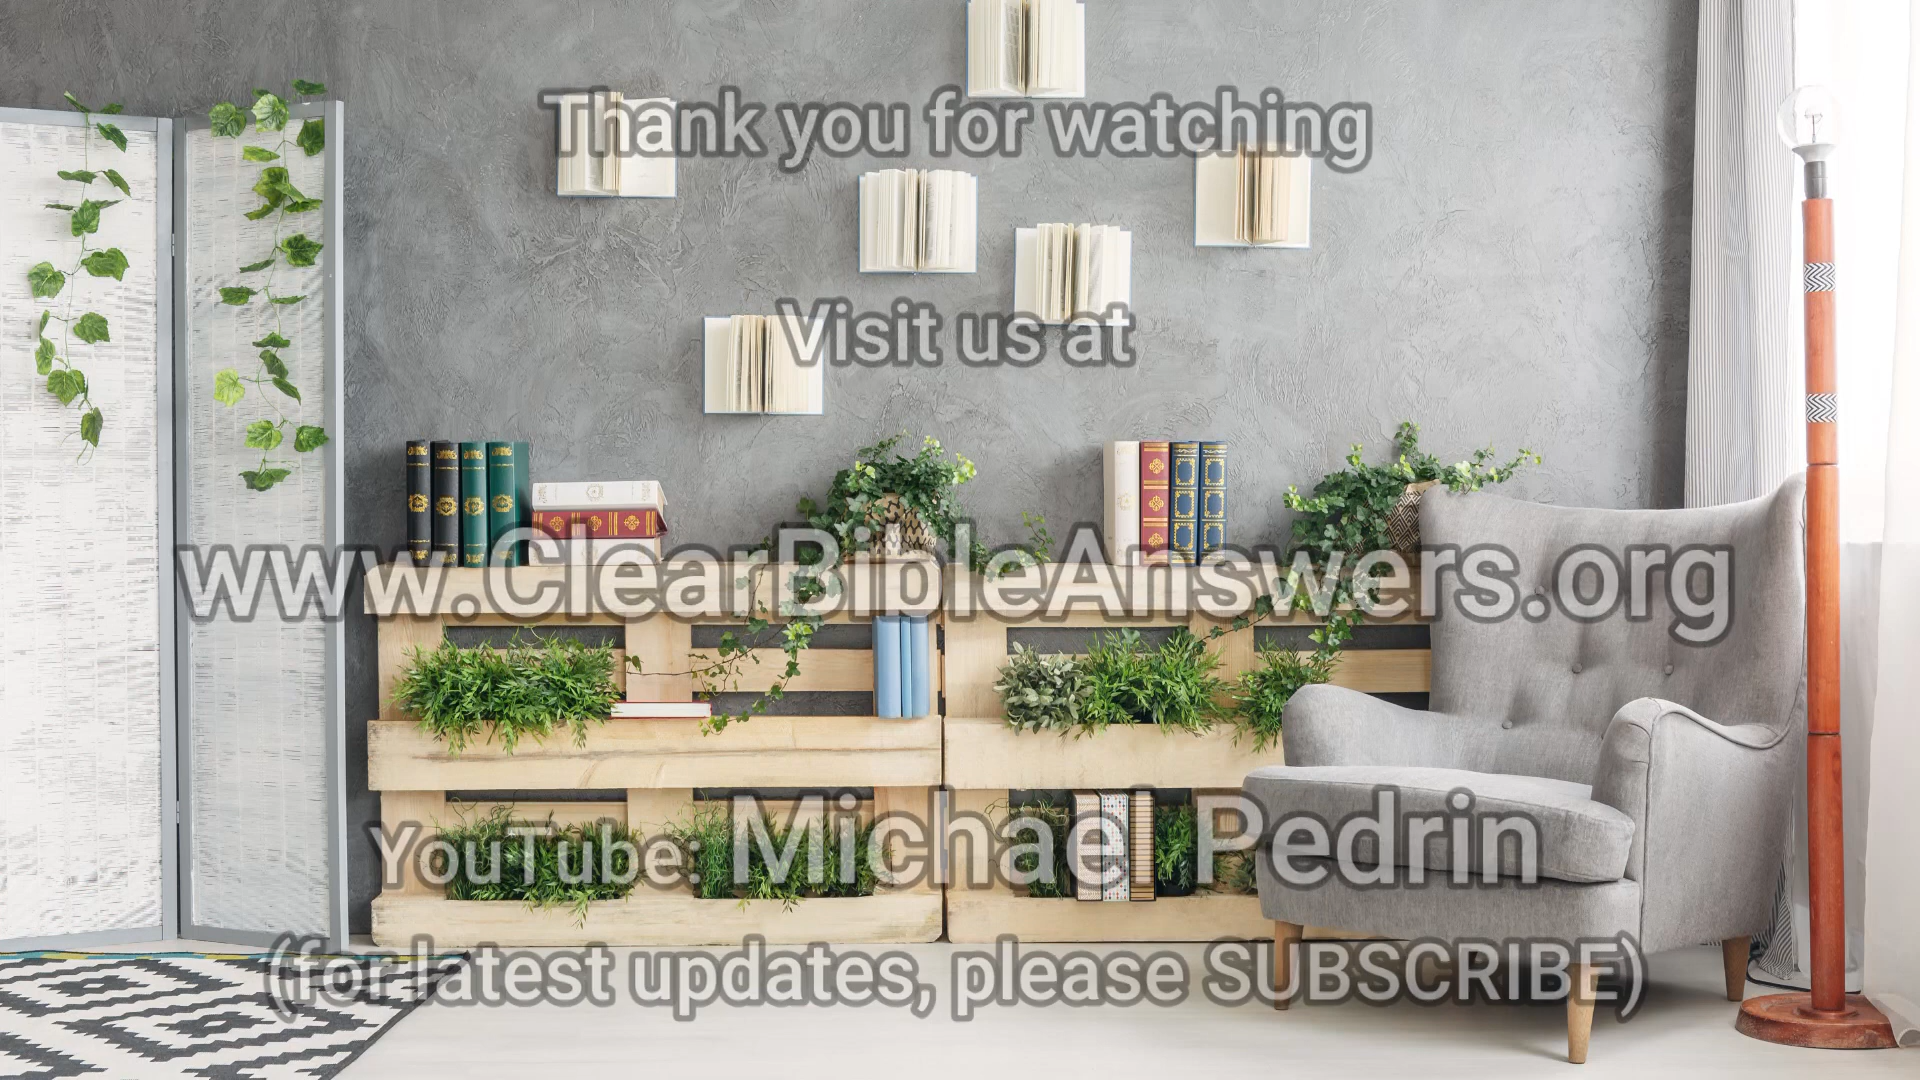 Thank you for watching
Visit us at
www.ClearBibleAnswers.org
YouTube: Michael Pedrin
(for latest updates, please SUBSCRIBE)